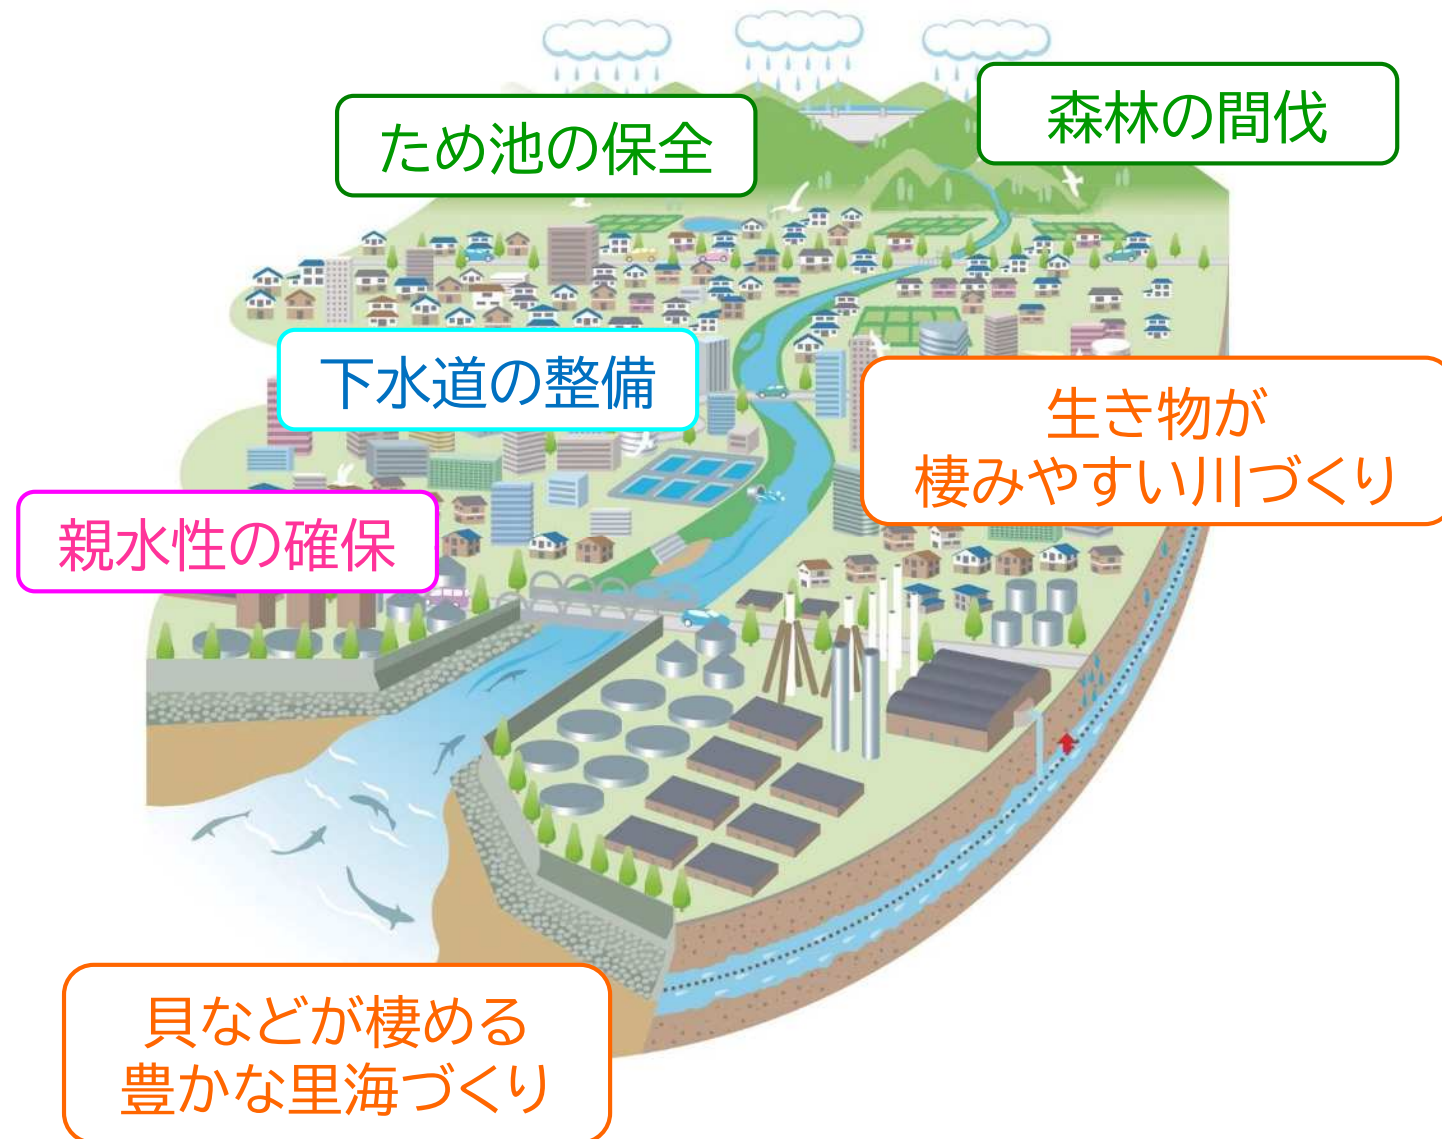 ため池の保全
森林の間伐
下水道の整備
生き物が
棲みやすい川づくり
親水性の確保
貝などが棲める
豊かな里海づくり